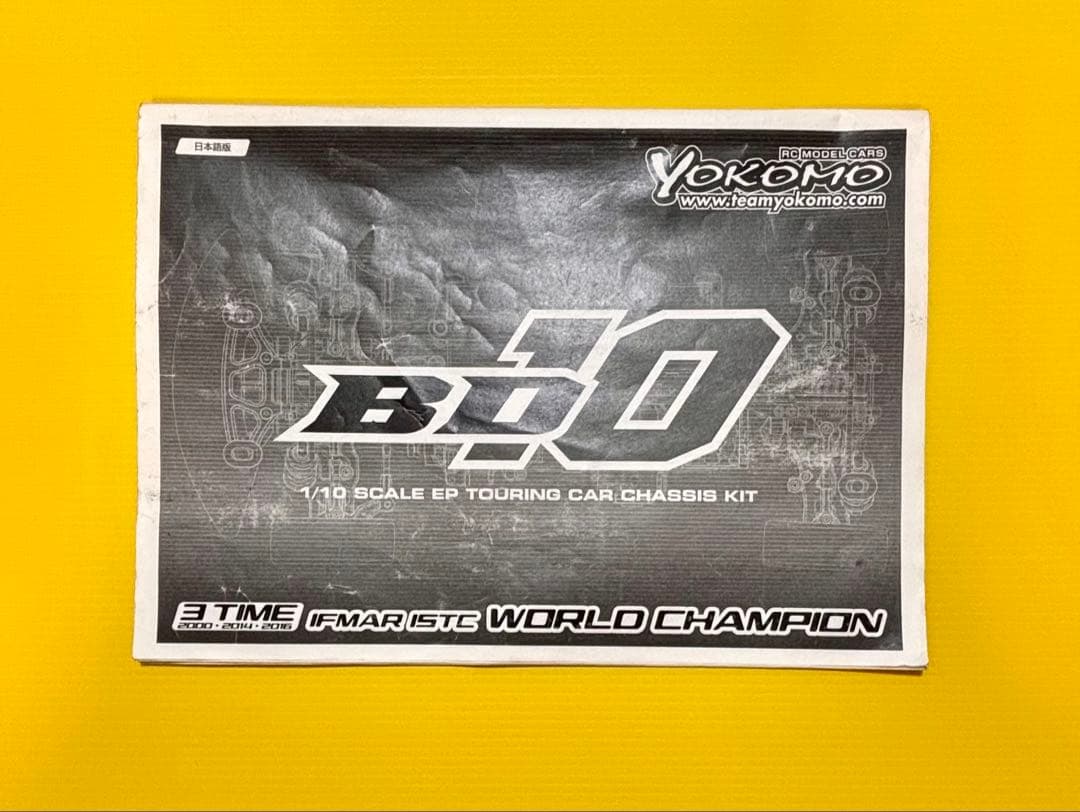 日本語版
RC MODEL CARS
YOKOMO
www.teamyokomo.com
BD10
1/10 SCALE EP TOURING CAR CHASSIS KIT
3 TIME IFMAR ISTC WORLD CHAMPION
2000・2014・2016